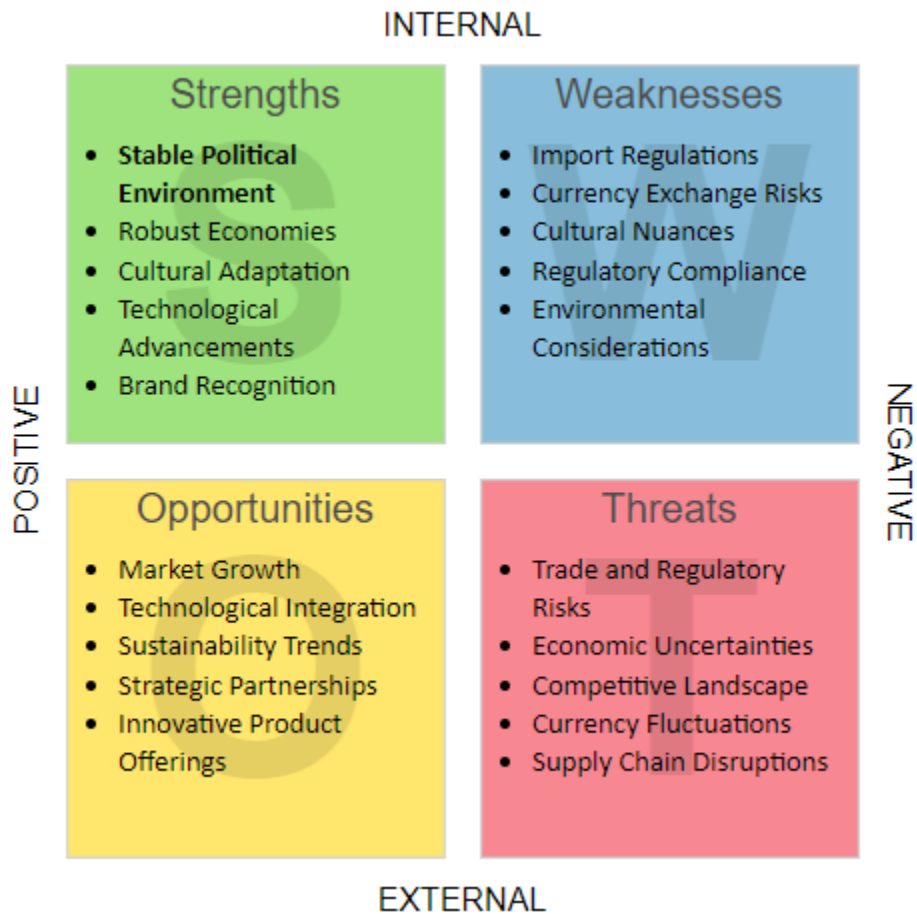 INTERNAL
Strengths
• Stable Political
Environment
• Robust Economies
• Cultural Adaptation
• Technological
Advancements
• Brand Recognition
S
Weaknesses
• Import Regulations
• Currency Exchange Risks
• Cultural Nuances
• Regulatory Compliance
• Environmental
Considerations
W
POSITIVE
NEGATIVE
Opportunities
• Market Growth
• Technological Integration
• Sustainability Trends
• Strategic Partnerships
• Innovative Product
Offerings
O
Threats
• Trade and Regulatory
Risks
• Economic Uncertainties
• Competitive Landscape
• Currency Fluctuations
• Supply Chain Disruptions
T
EXTERNAL